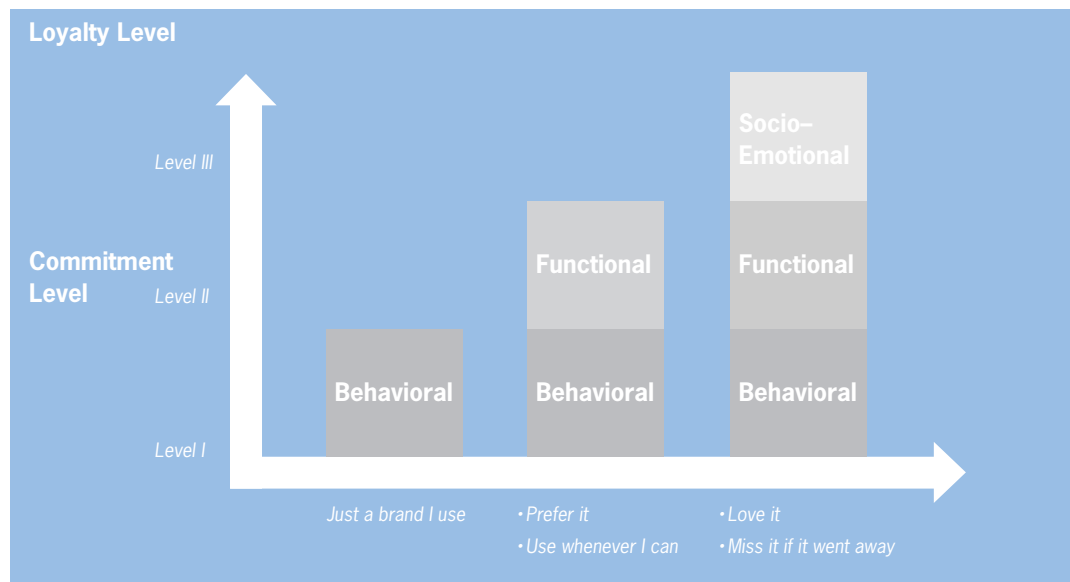 Loyalty Level
Socio–
Emotional
Level III
Commitment
Level
Level II
Functional
Functional
Behavioral
Behavioral
Behavioral
Level I
Just a brand I use
• Prefer it
• Use whenever I can
• Love it
• Miss it if it went away